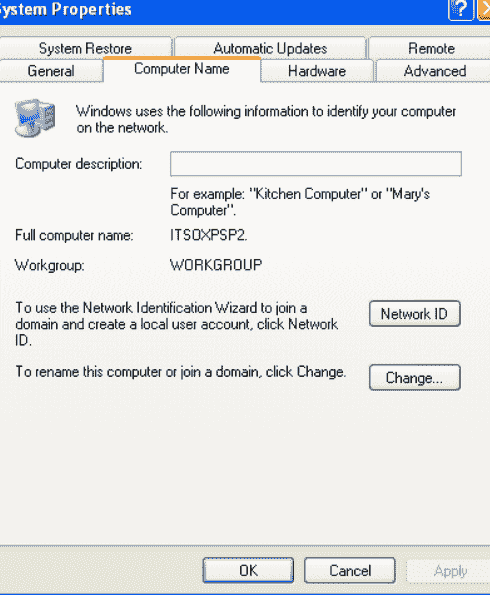 System Properties
System Restore Automatic Updates Remote
General Computer Name Hardware Advanced
Windows uses the following information to identify your computer
on the network.
Computer description:
For example: "Kitchen Computer" or "Mary's
Computer".
Full computer name: ITSOXPSP2.
Workgroup: WORKGROUP
To use the Network Identification Wizard to join a
domain and create a local user account, click Network
ID.
Network ID
To rename this computer or join a domain, click Change.
Change...
OK Cancel Apply